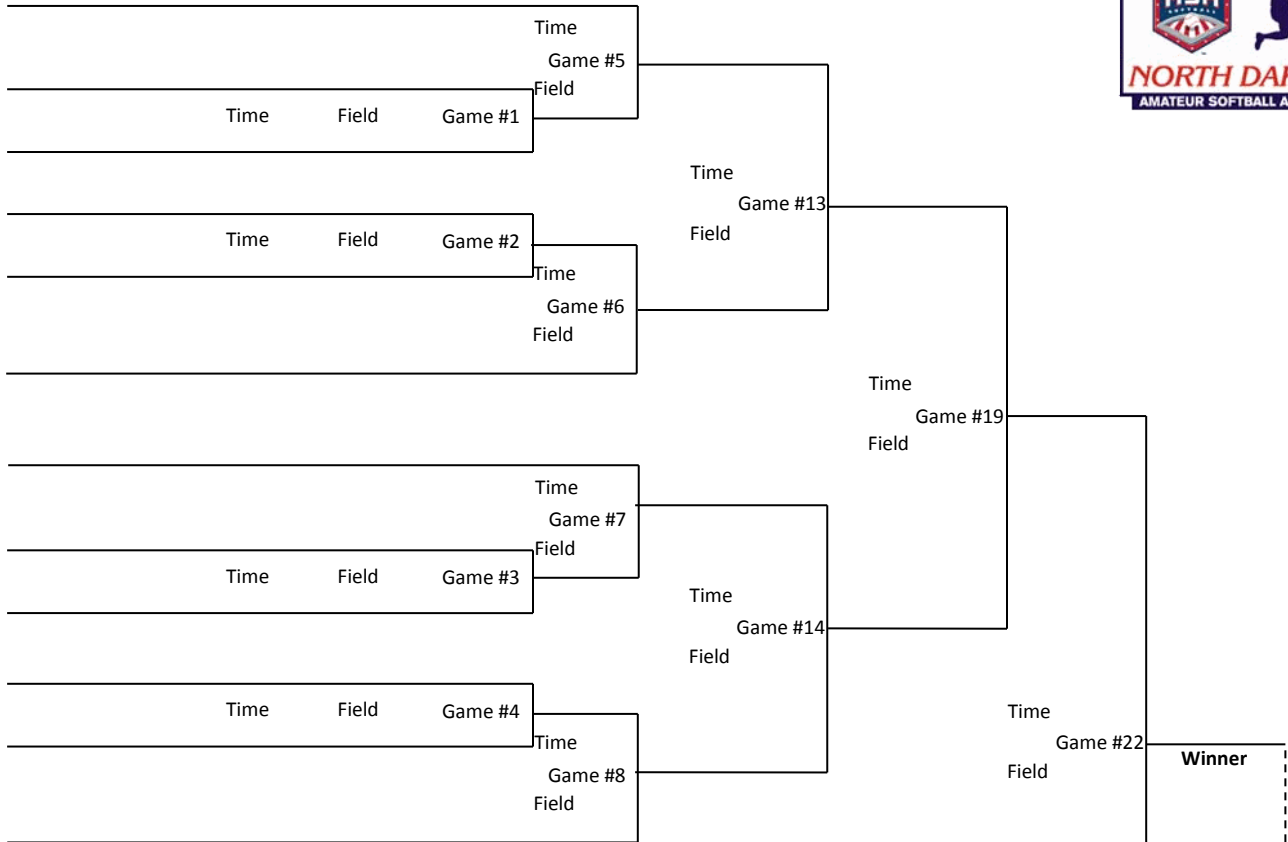 Time
Game #5
Field
NORTH
Time Field Game #1
AMATEUR SOFTBALL
Time
Game #13
Field
Time Field Game #2
Time
Game #6
Field
Time
Game #19
Field
Time
Game #7
Field
Time Field Game #3
Time
Game #14
Field
Time Field Game #4
Time
Game #8
Field
Time
Game #22
Field
Winner